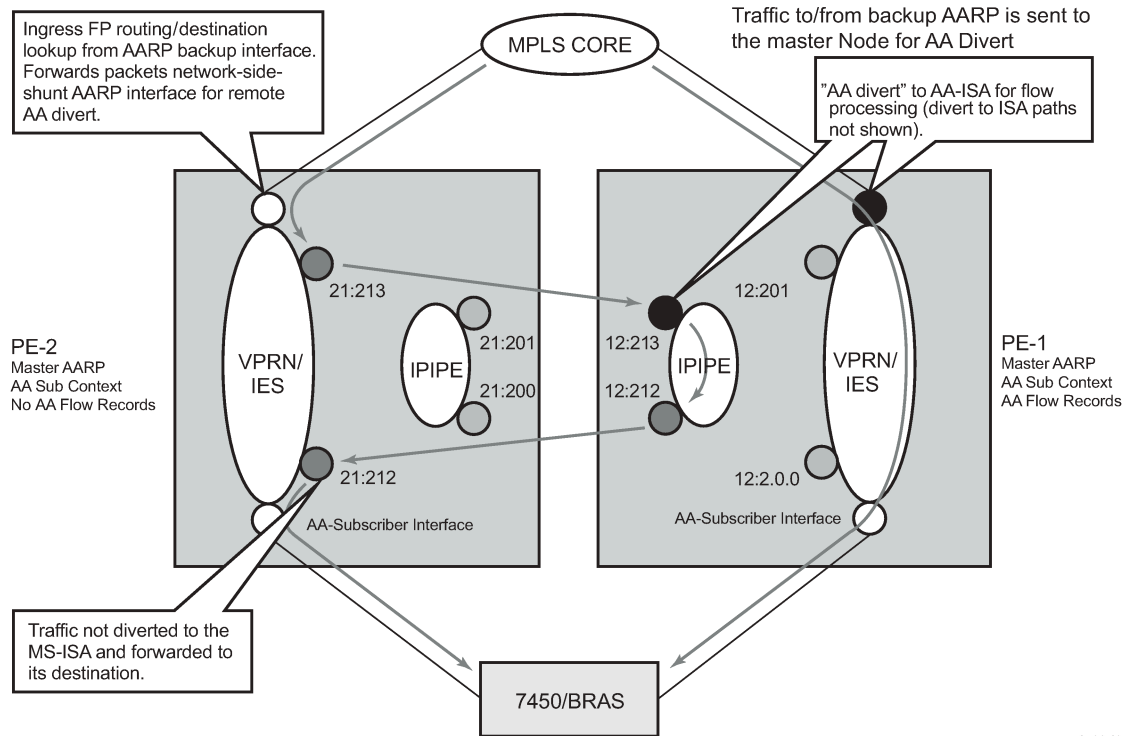 Ingress FP routing/destination
lookup from AARP backup interface.
Forwards packets network-side-
shunt AARP interface for remote
AA divert.
MPLS CORE
Traffic to/from backup AARP is sent to
the master Node for AA Divert
”AA divert” to AA-ISA for flow
processing (divert to ISA paths
not shown).
21:213
12:201
21:201
12:213
PE-2
Master AARP
AA Sub Context
No AA Flow Records
VPRN/
IES
IPIPE
IPIPE
VPRN/
IES
PE-1
Master AARP
AA Sub Context
AA Flow Records
21:200
12:212
21:212
12:2.0.0
AA-Subscriber Interface
AA-Subscriber Interface
Traffic not diverted to the
MS-ISA and forwarded to
its destination.
7450/BRAS